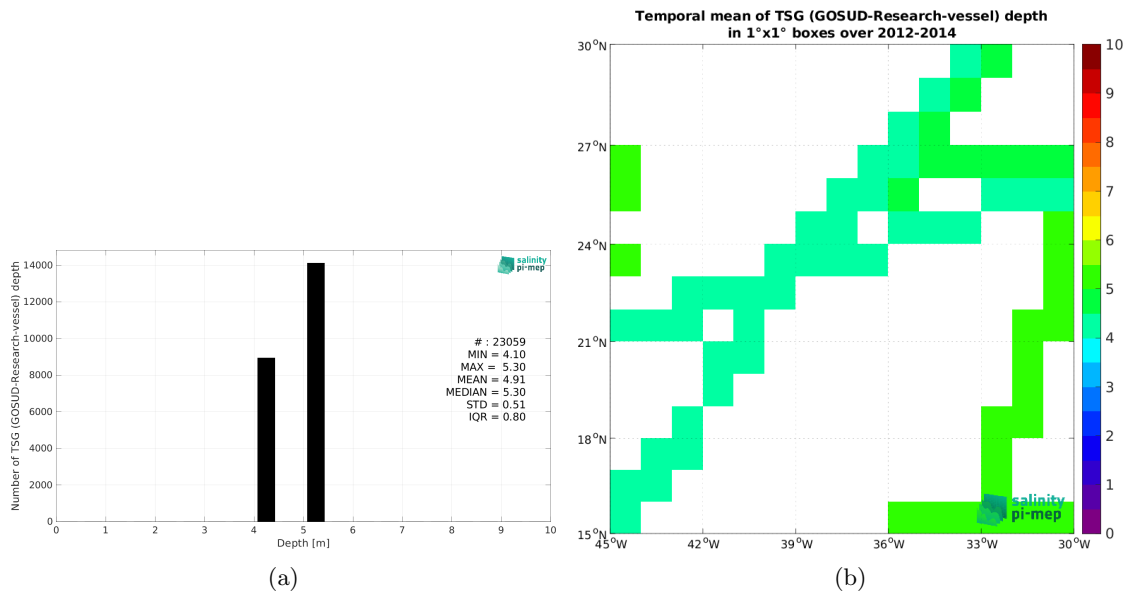 14000
12000
10000
8000
6000
4000
2000
0
Number of TSG (GOSUD-Research-vessel) depth
salinity
pi-mep
# : 23059
MIN = 4.10
MAX = 5.30
MEAN = 4.91
MEDIAN = 5.30
STD = 0.51
IQR = 0.80
0 1 2 3 4 5 6 7 8 9 10
Depth [m]
(a)
Temporal mean of TSG (GOSUD-Research-vessel) depth
in 1°x1° boxes over 2012-2014
30°N
27°N
24°N
21°N
18°N
15°N
45°W 42°W 39°W 36°W 33°W 30°W
salinity
pi-mep
10
9
8
7
6
5
4
3
2
1
0
(b)